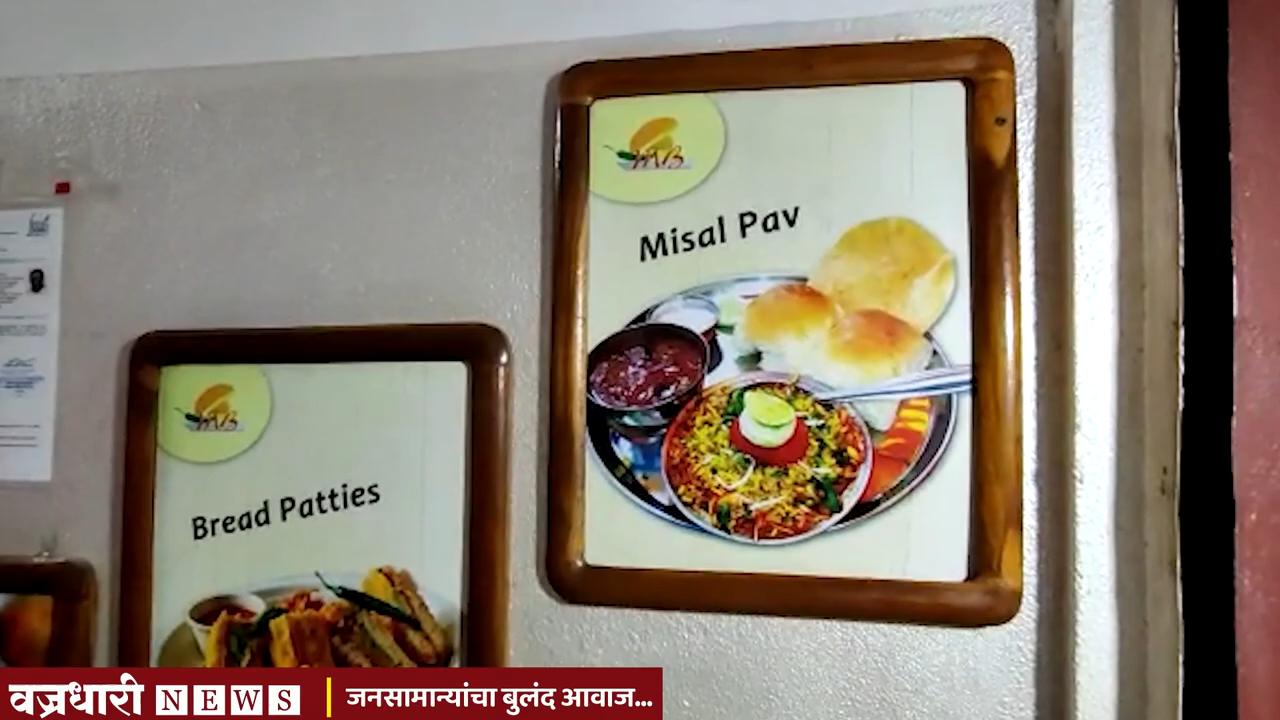 MB
Misal Pav
MB
Bread Patties
वज्रधारी NEWS
जनसामान्यांचा बुलंद आवाज...